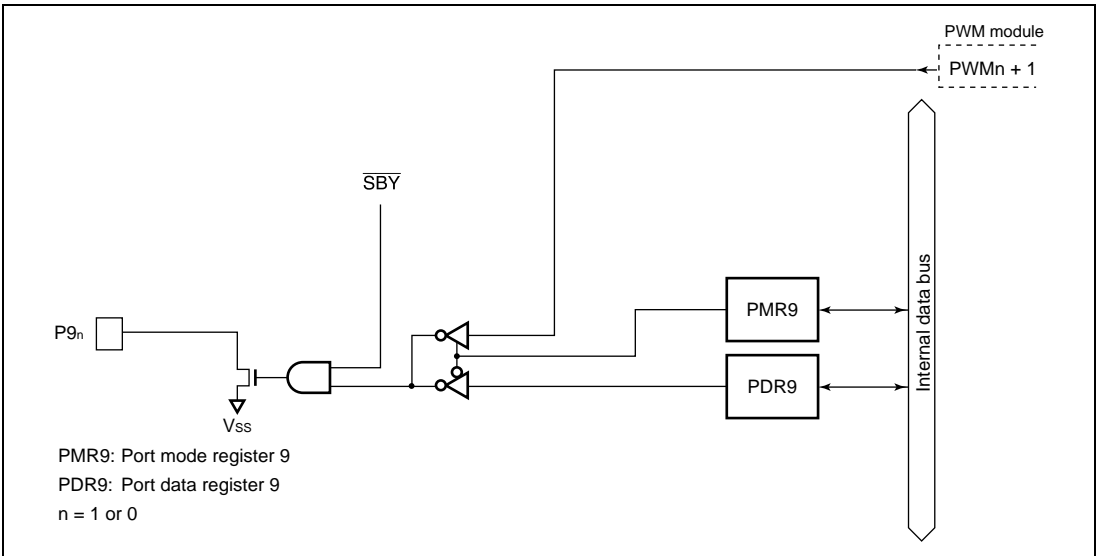 PWM module
PWMn + 1
SBY
PMR9
P9n
PDR9
Internal data bus
VSS
PMR9: Port mode register 9
PDR9: Port data register 9
n = 1 or 0